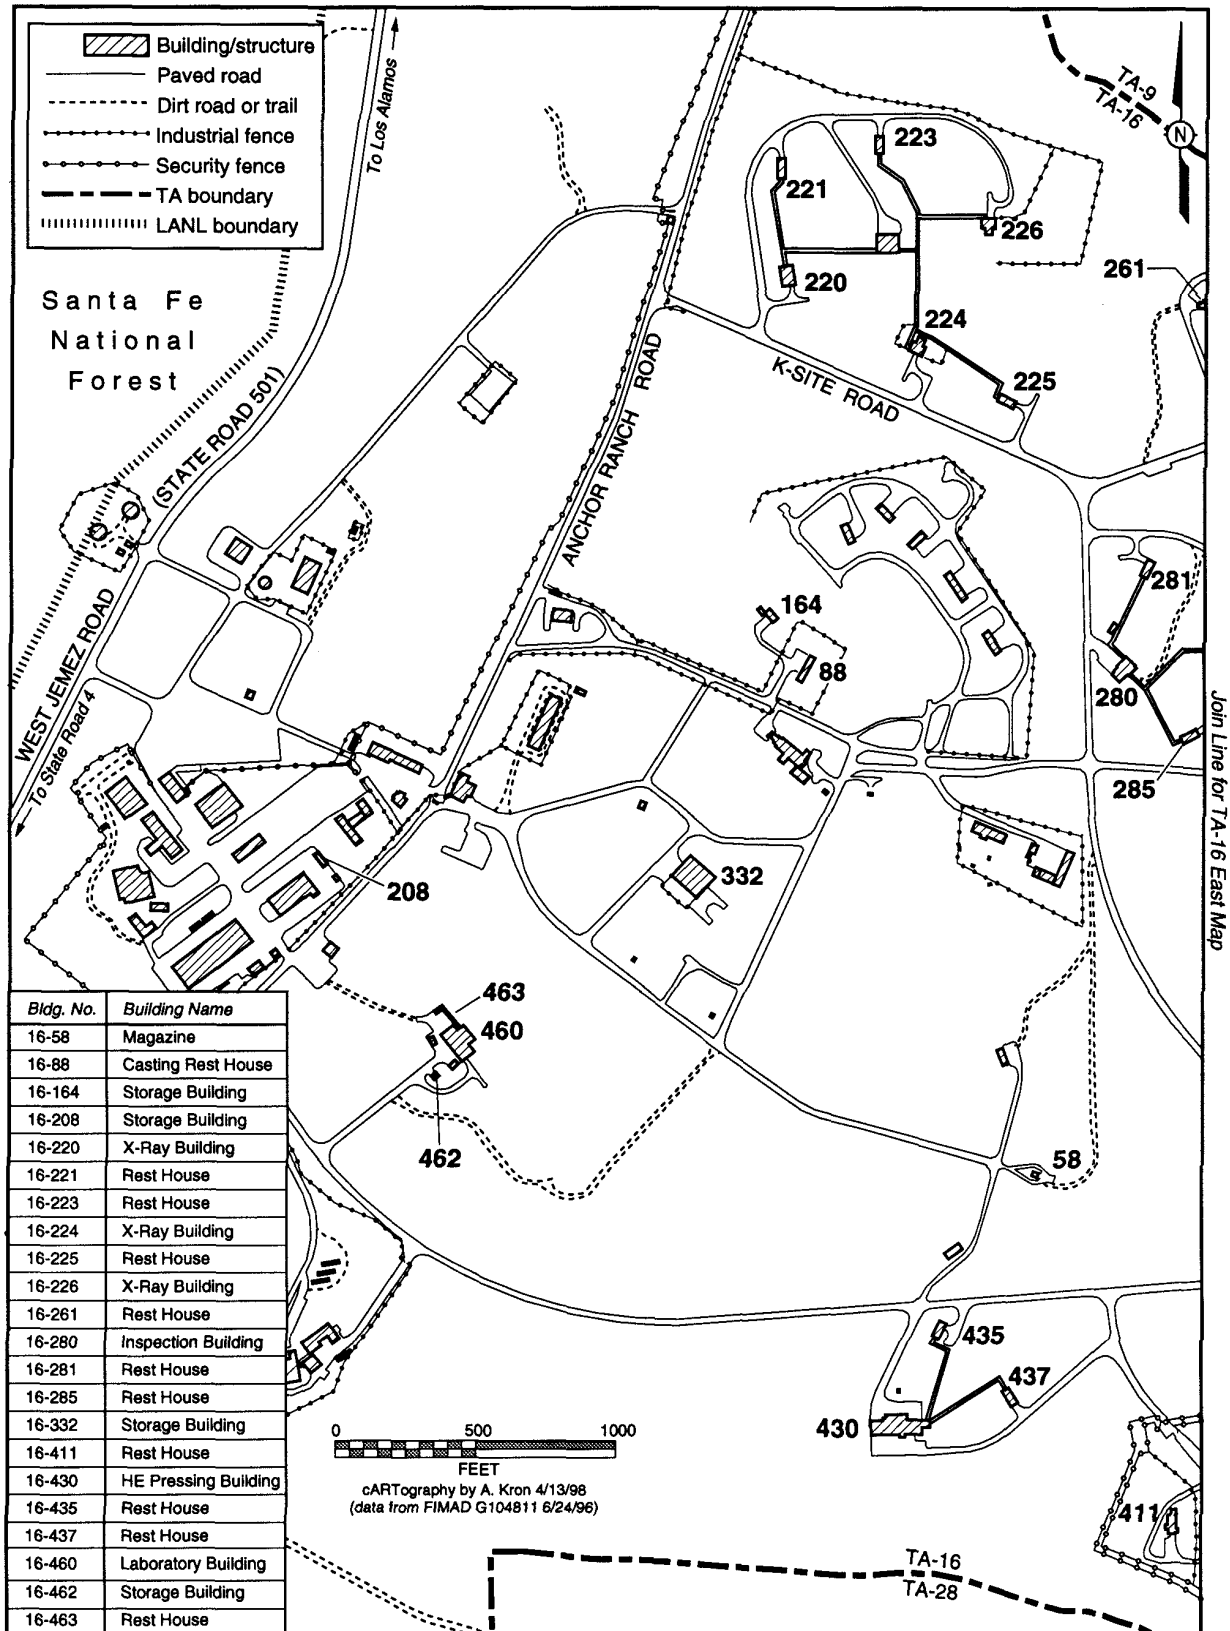 Building/structure
Paved road
Dirt road or trail
Industrial fence
Security fence
TA boundary
LANL boundary
To Los Alamos
TA-9
TA-16
N
223
221
226
220
261
224
225
Santa Fe
National
Forest
K-SITE ROAD
ANCHOR RANCH ROAD
(STATE ROAD 501)
WEST JEMEZ ROAD
To State Road 4
281
164
88
280
285
Join Line for TA-16 East Map
332
208
463
460
462
58
435
437
430
411
Bldg. No. Building Name
16-58 Magazine
16-88 Casting Rest House
16-164 Storage Building
16-208 Storage Building
16-220 X-Ray Building
16-221 Rest House
16-223 Rest House
16-224 X-Ray Building
16-225 Rest House
16-226 X-Ray Building
16-261 Rest House
16-280 Inspection Building
16-281 Rest House
16-285 Rest House
16-332 Storage Building
16-411 Rest House
16-430 HE Pressing Building
16-435 Rest House
16-437 Rest House
16-460 Laboratory Building
16-462 Storage Building
16-463 Rest House
0 500 1000
FEET
cARTography by A. Kron 4/13/98
(data from FIMAD G104811 6/24/96)
TA-16
TA-28